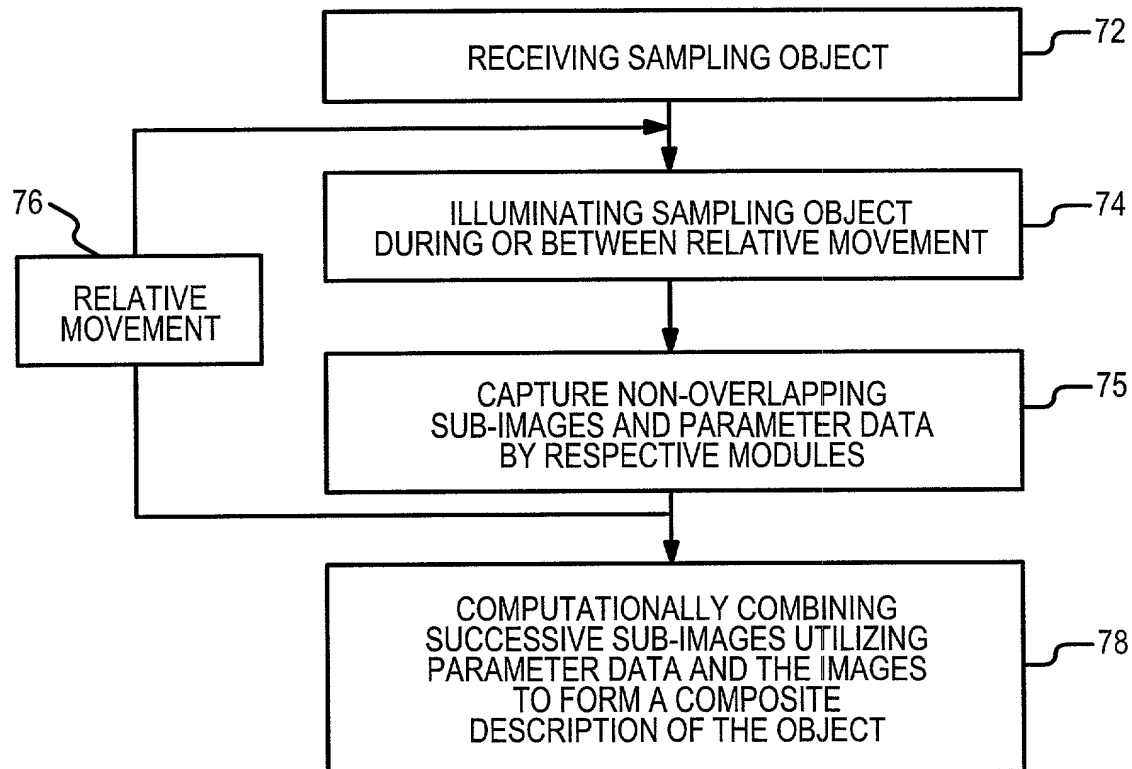 RECEIVING SAMPLING OBJECT
72
ILLUMINATING SAMPLING OBJECT
DURING OR BETWEEN RELATIVE MOVEMENT
74
76
RELATIVE
MOVEMENT
CAPTURE NON-OVERLAPPING
SUB-IMAGES AND PARAMETER DATA
BY RESPECTIVE MODULES
75
COMPUTATIONALLY COMBINING
SUCCESSIVE SUB-IMAGES UTILIZING
PARAMETER DATA AND THE IMAGES
TO FORM A COMPOSITE
DESCRIPTION OF THE OBJECT
78